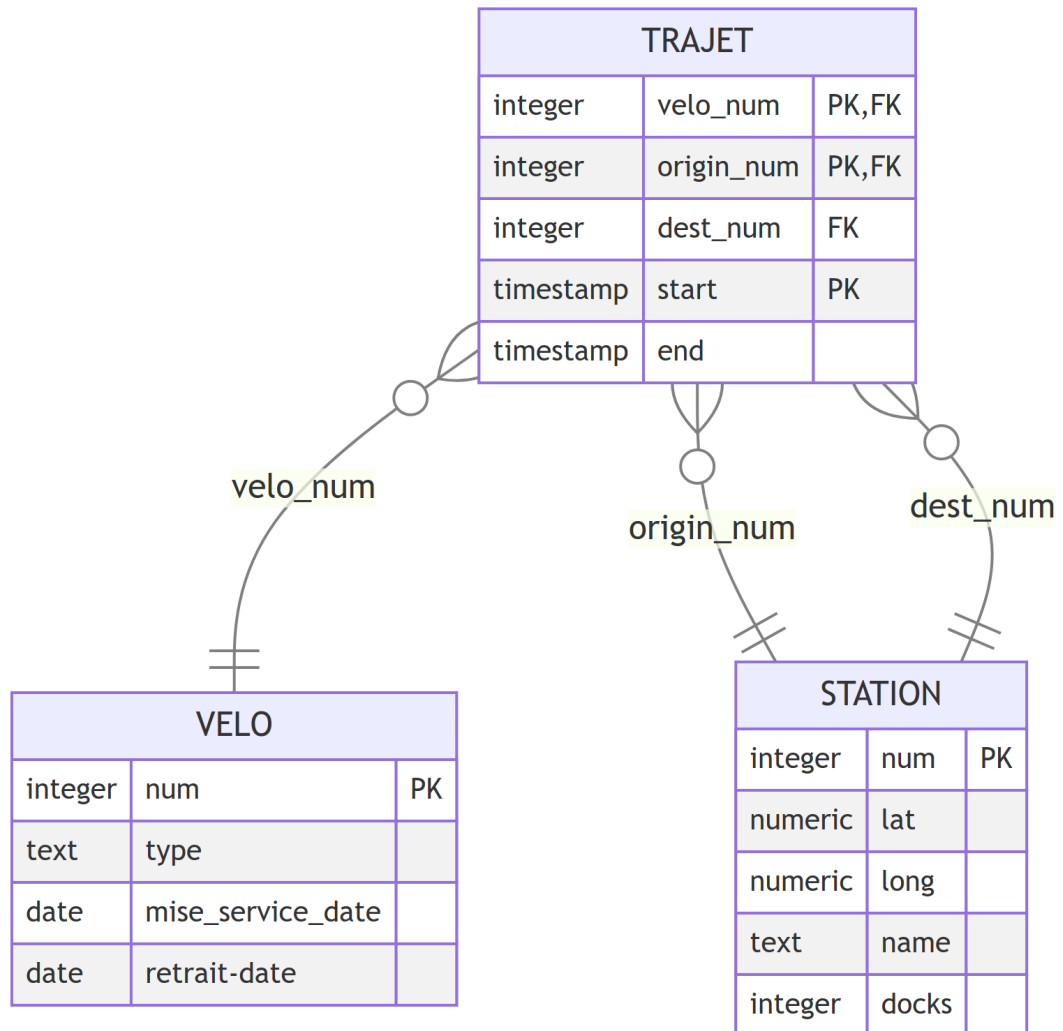 TRAJET
integer velo_num PK,FK
integer origin_num PK,FK
integer dest_num FK
timestamp start PK
timestamp end
velo_num
origin_num
dest_num
VELO
integer num PK
text type
date mise_service_date
date retrait-date
STATION
integer num PK
numeric lat
numeric long
text name
integer docks